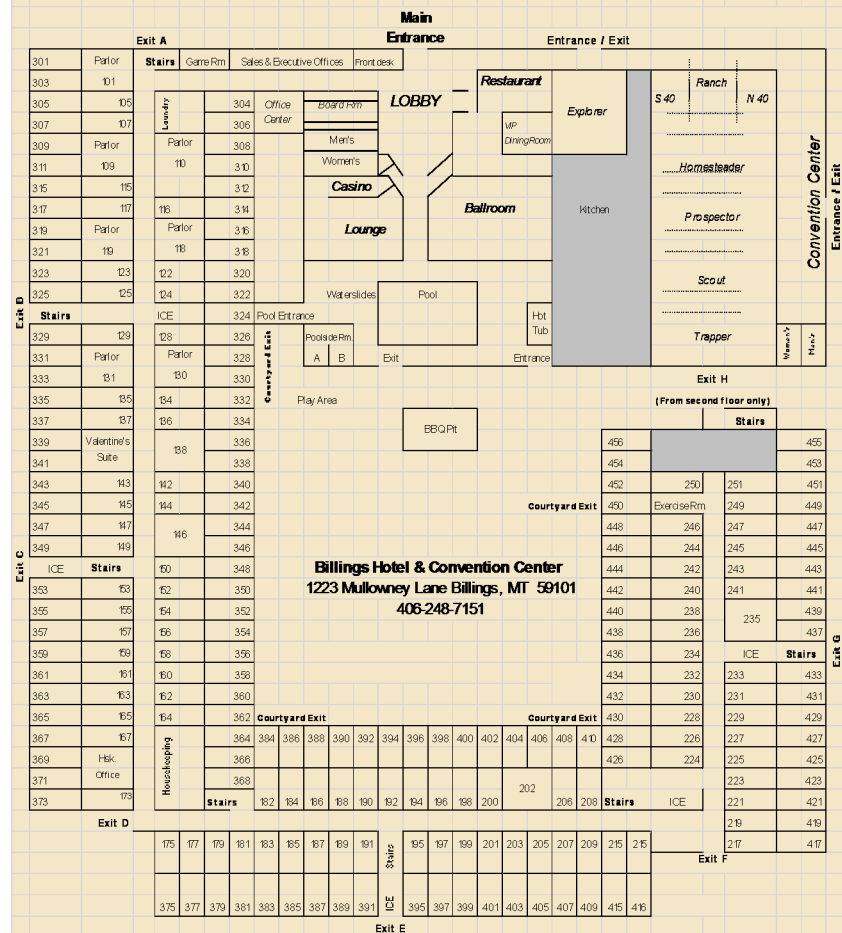 Main
Entrance
Exit A
Entrance / Exit
301 Parlor Stairs Game Rm Sales & Executive Offices Front desk
303 101 Restaurant Ranch
305 105 Laundry 304 Office Board Rm LOBBY Explorer S 40 N 40
307 107 306 Center VIP
309 Parlor Parlor 308 Men's Dining Room
311 109 110 310 Women's Homesteader
315 115 312 Casino
317 117 116 314 Ballroom Kitchen Prospector
319 Parlor Parlor 316 Lounge
321 119 118 318
Convention Center
Entrance / Exit
323 123 122 320 Scout
325 125 124 322 Waterslides Pool
Exit B
Stairs ICE 324 Pool Entrance Hot
329 129 128 326 Poolside Rm. Tub Trapper Women's Men's
331 Parlor Parlor 328 Courtyard Exit A B Exit Entrance
333 131 130 330 Exit H
335 135 134 332 Play Area (From second floor only)
337 137 136 334 BBQ Pit Stairs
339 Valentine's 138 336 456 455
341 Suite 338 454 453
343 143 142 340 452 250 251 451
345 145 144 342 Courtyard Exit 450 Exercise Rm 249 449
347 147 146 344 448 246 247 447
349 149 346 446 244 245 445
Exit C
ICE Stairs 150 348 Billings Hotel & Convention Center 444 242 243 443
353 153 152 350 1223 Mullowney Lane Billings, MT 59101 442 240 241 441
355 155 154 352 406-248-7151 440 238 235 439
357 157 156 354 438 236 437
359 159 158 356 436 234 ICE Stairs
Exit G
361 161 160 358 434 232 233 433
363 163 162 360 432 230 231 431
365 165 164 362 Courtyard Exit Courtyard Exit 430 228 229 429
367 167 Housekeeping 364 384 386 388 390 392 394 396 398 400 402 404 406 408 410 428 226 227 427
369 Hsk. 366 426 224 225 425
371 Office 368 202 223 423
373 173 Stairs 182 184 186 188 190 192 194 196 198 200 206 208 Stairs ICE 221 421
Exit D 219 419
175 177 179 181 183 185 187 189 191 Stairs 195 197 199 201 203 205 207 209 215 215 217 417
Exit F
375 377 379 381 383 385 387 389 391 ICE 395 397 399 401 403 405 407 409 415 416
Exit E